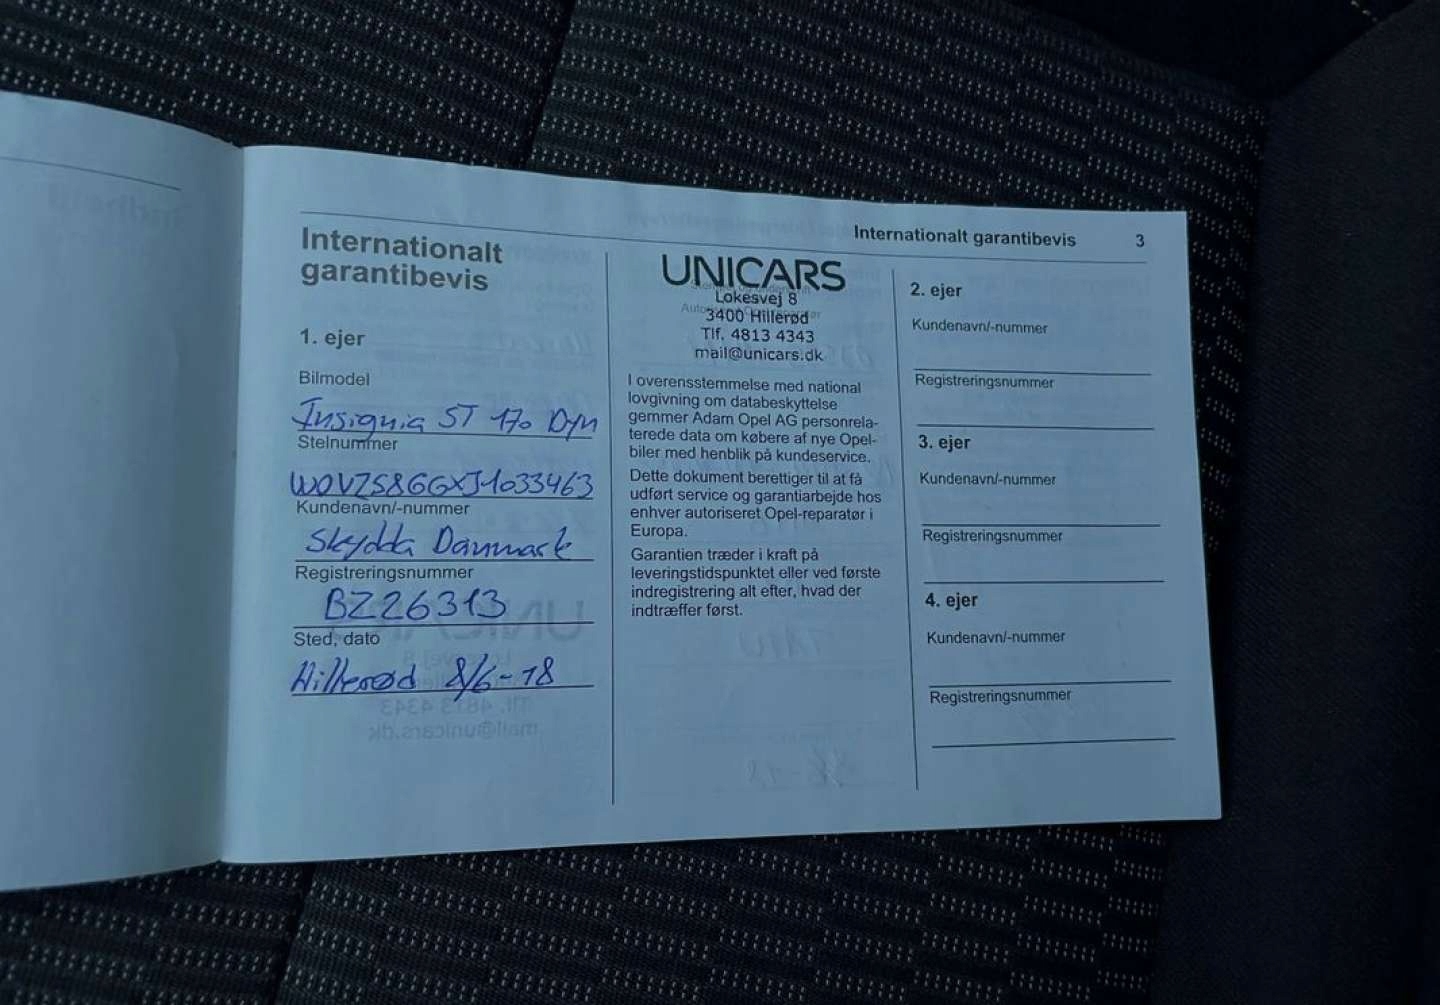 Internationalt garantibevis 3
Internationalt
garantibevis
1. ejer
Bilmodel
Insignia ST 170 Dyn
Stelnummer
W0VZS8GGXJ1033463
Kundenavn/-nummer
Skydda Danmark
Registreringsnummer
BZ26313
Sted, dato
Hillerød 8/6-18
UNICARS
Lokesvej 8
3400 Hillerød
Tlf. 4813 4343
mail@unicars.dk
I overensstemmelse med national
lovgivning om databeskyttelse
gemmer Adam Opel AG personrela-
terede data om købere af nye Opel-
biler med henblik på kundeservice.
Dette dokument berettiger til at få
udført service og garantiarbejde hos
enhver autoriseret Opel-reparatør i
Europa.
Garantien træder i kraft på
leveringstidspunktet eller ved første
indregistrering alt efter, hvad der
indtræffer først.
2. ejer
Kundenavn/-nummer
Registreringsnummer
3. ejer
Kundenavn/-nummer
Registreringsnummer
4. ejer
Kundenavn/-nummer
Registreringsnummer